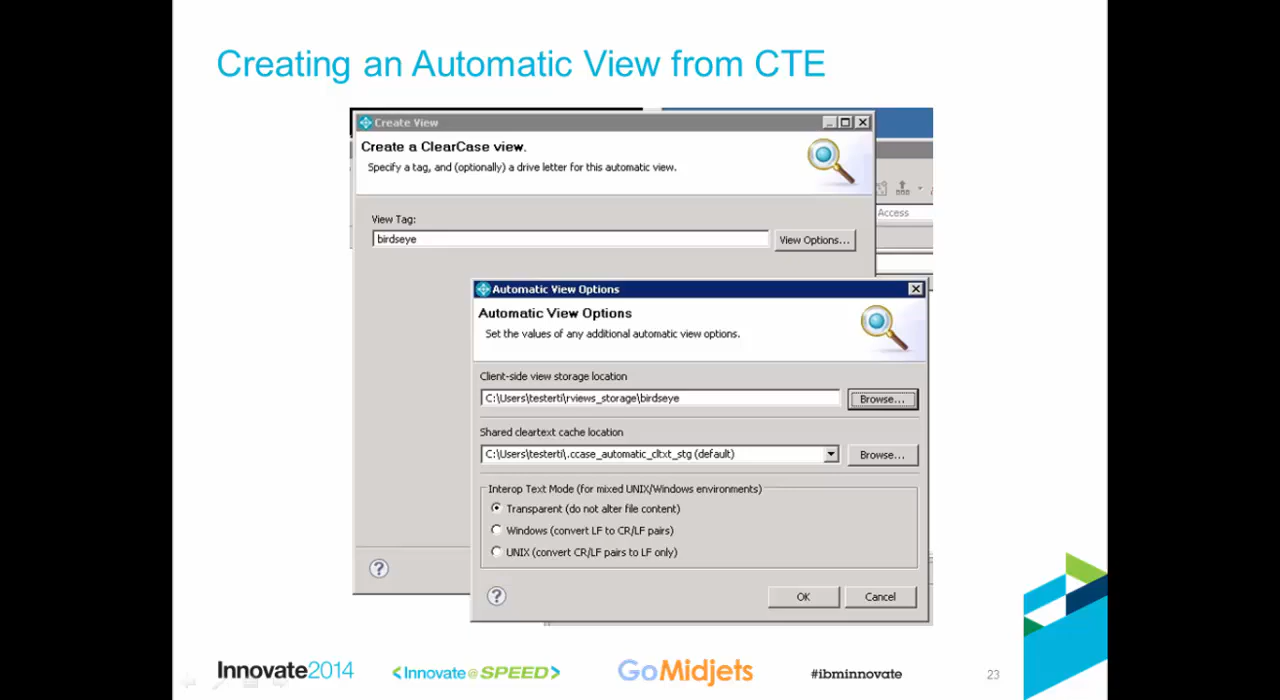 Creating an Automatic View from CTE
Create View
Create a ClearCase view.
Specify a tag, and (optionally) a drive letter for this automatic view.
Access
View Tag:
birdseye
View Options...
Automatic View Options
Automatic View Options
Set the values of any additional automatic view options.
Client-side view storage location
C:\Users\testerti\rviews_storage\birdseye
Browse...
Shared cleartext cache location
C:\Users\testerti\.ccase_automatic_cltxt_stg (default)
Browse...
Interop Text Mode (for mixed UNIX/Windows environments)
Transparent (do not alter file content)
Windows (convert LF to CR/LF pairs)
UNIX (convert CR/LF pairs to LF only)
OK
Cancel
Innovate2014
<Innovate@SPEED>
GoMidjets
#ibminnovate
23